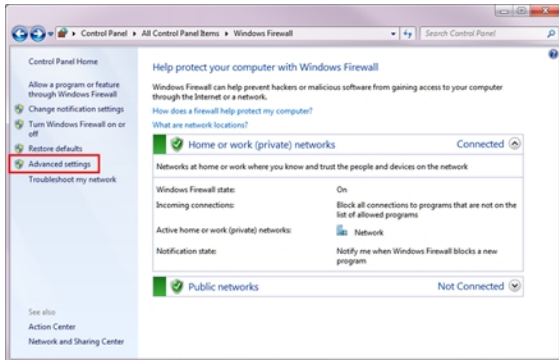 Control Panel ▸ All Control Panel Items ▸ Windows Firewall
Search Control Panel
Control Panel Home
Allow a program or feature
through Windows Firewall
Change notification settings
Turn Windows Firewall on or
off
Restore defaults
Advanced settings
Troubleshoot my network
See also
Action Center
Network and Sharing Center
Help protect your computer with Windows Firewall
Windows Firewall can help prevent hackers or malicious software from gaining access to your computer
through the Internet or a network.
How does a firewall help protect my computer?
What are network locations?
Home or work (private) networks Connected
Networks at home or work where you know and trust the people and devices on the network
Windows Firewall state: On
Incoming connections: Block all connections to programs that are not on the
list of allowed programs
Active home or work (private) networks: Network
Notification state: Notify me when Windows Firewall blocks a new
program
Public networks Not Connected